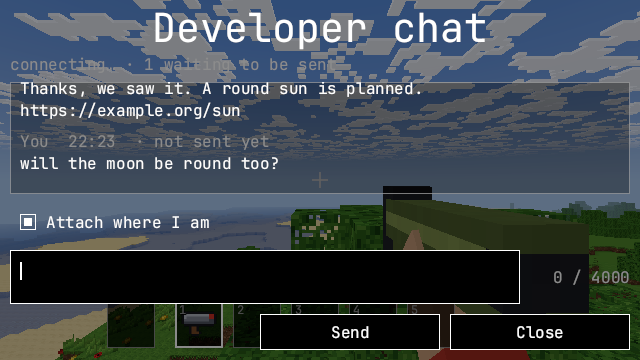 Developer chat
connecting… · 1 waiting to be sent
Thanks, we saw it. A round sun is planned.
https://example.org/sun
You 22:23 · not sent yet
will the moon be round too?
Attach where I am
0 / 4000
1 2 3 4 5
Send
Close